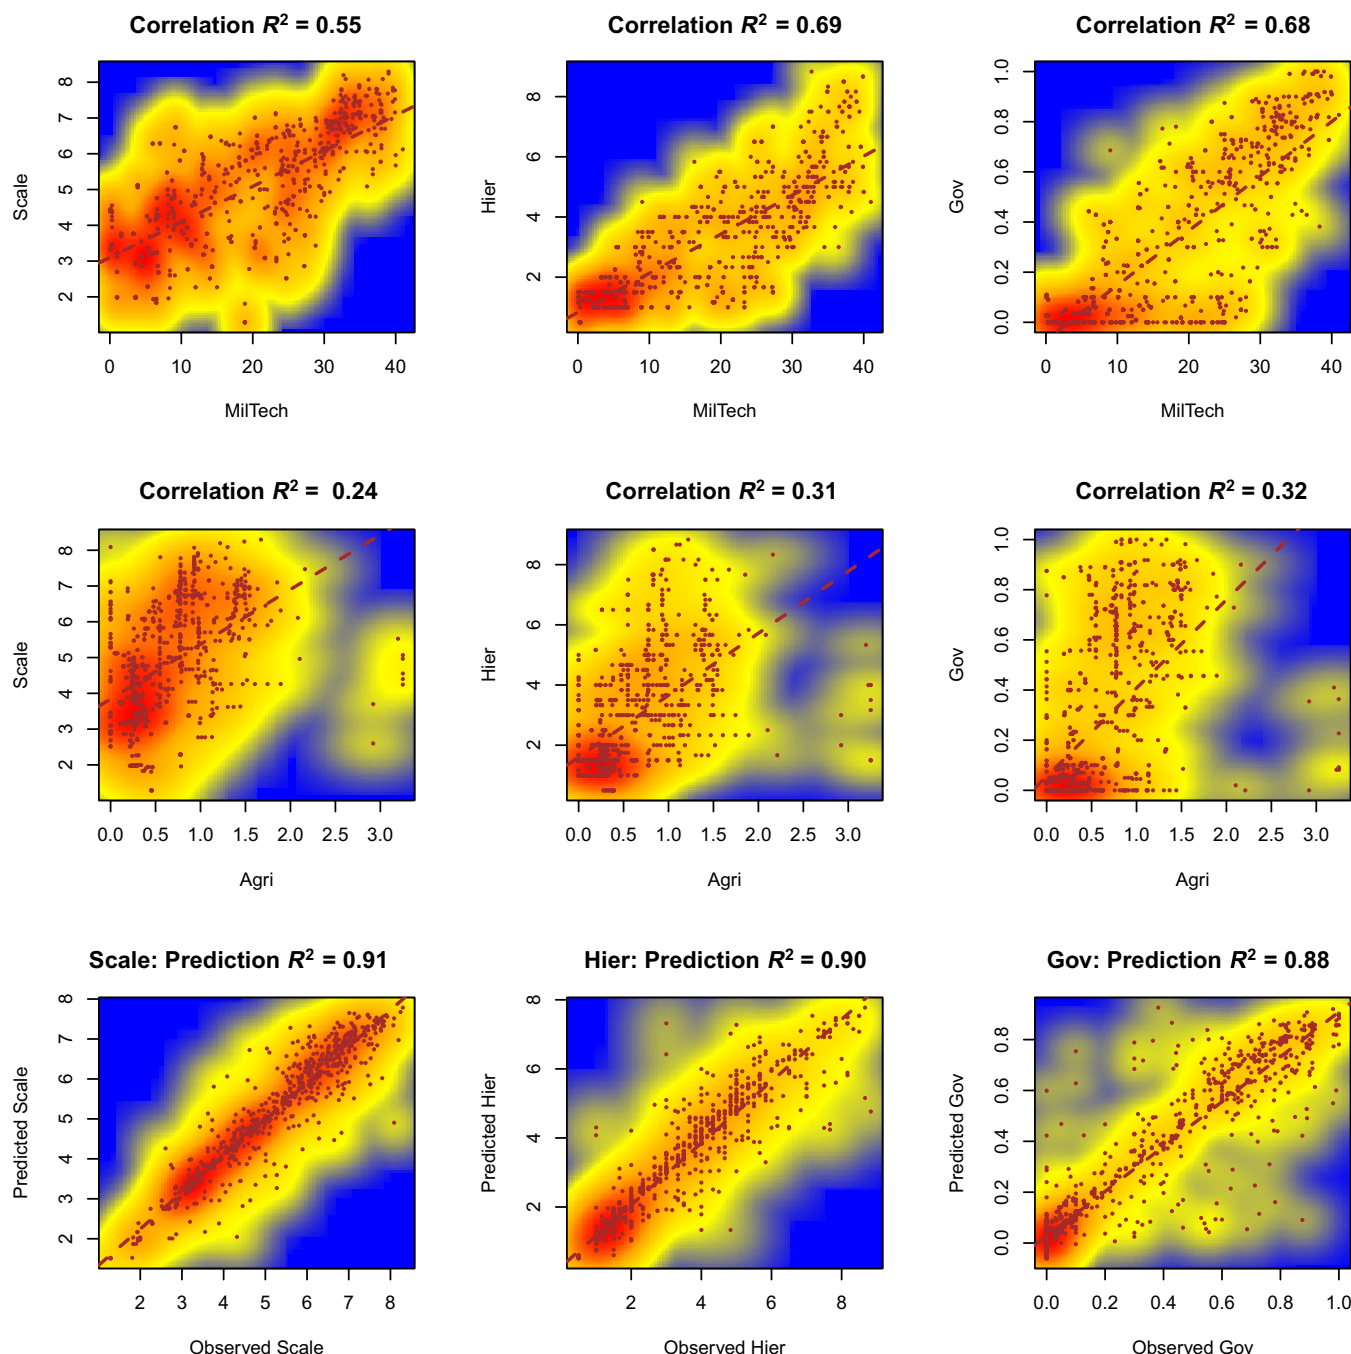 Correlation R² = 0.55
Correlation R² = 0.69
Correlation R² = 0.68
Scale
2 3 4 5 6 7 8
0 10 20 30 40
MilTech
Hier
2 4 6 8
0 10 20 30 40
MilTech
Gov
0.0 0.2 0.4 0.6 0.8 1.0
0 10 20 30 40
MilTech
Correlation R² = 0.24
Correlation R² = 0.31
Correlation R² = 0.32
Scale
2 3 4 5 6 7 8
0.0 0.5 1.0 1.5 2.0 2.5 3.0
Agri
Hier
2 4 6 8
0.0 0.5 1.0 1.5 2.0 2.5 3.0
Agri
Gov
0.0 0.2 0.4 0.6 0.8 1.0
0.0 0.5 1.0 1.5 2.0 2.5 3.0
Agri
Scale: Prediction R² = 0.91
Hier: Prediction R² = 0.90
Gov: Prediction R² = 0.88
Predicted Scale
2 3 4 5 6 7 8
2 3 4 5 6 7 8
Observed Scale
Predicted Hier
2 4 6 8
2 4 6 8
Observed Hier
Predicted Gov
0.0 0.2 0.4 0.6 0.8
0.0 0.2 0.4 0.6 0.8 1.0
Observed Gov